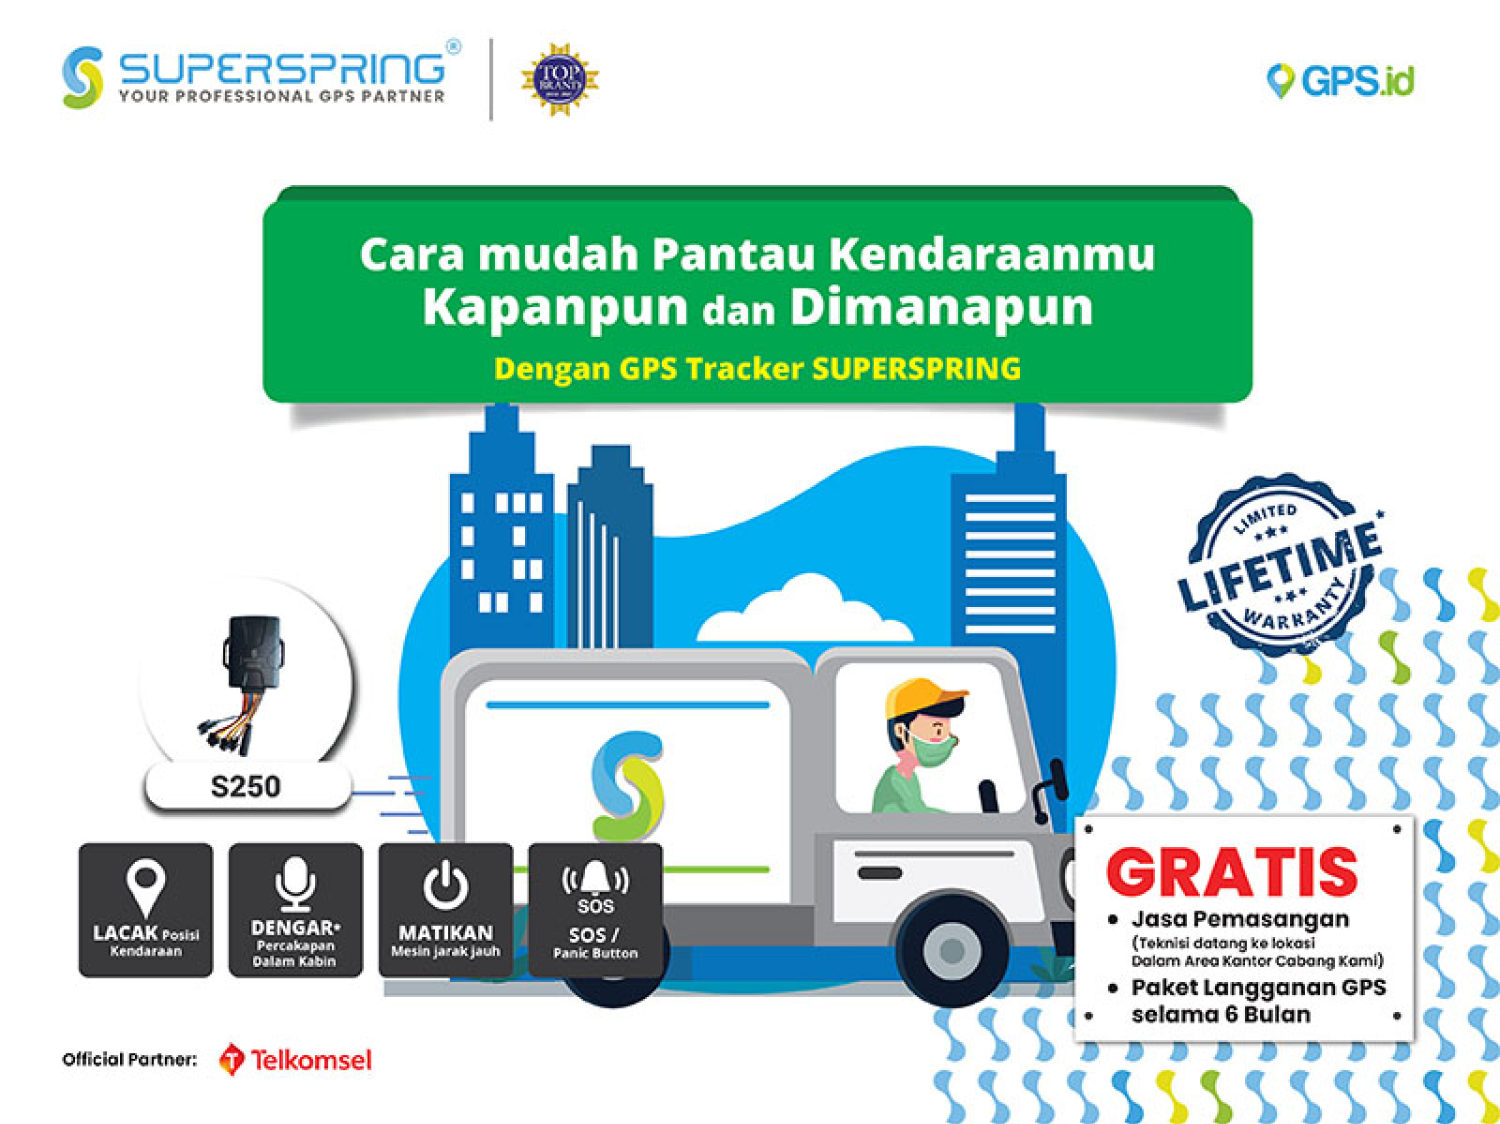 SUPERSPRING®
YOUR PROFESSIONAL GPS PARTNER
TOP
BRAND
GPS.id
Cara mudah Pantau Kendaraanmu
Kapanpun dan Dimanapun
Dengan GPS Tracker SUPERSPRING
LIMITED
LIFETIME*
WARRANTY
S250
LACAK Posisi
Kendaraan
DENGAR*
Percakapan
Dalam Kabin
MATIKAN
Mesin jarak jauh
SOS
SOS /
Panic Button
GRATIS
• Jasa Pemasangan
(Teknisi datang ke lokasi
Dalam Area Kantor Cabang Kami)
• Paket Langganan GPS
selama 6 Bulan
Official Partner:
T Telkomsel